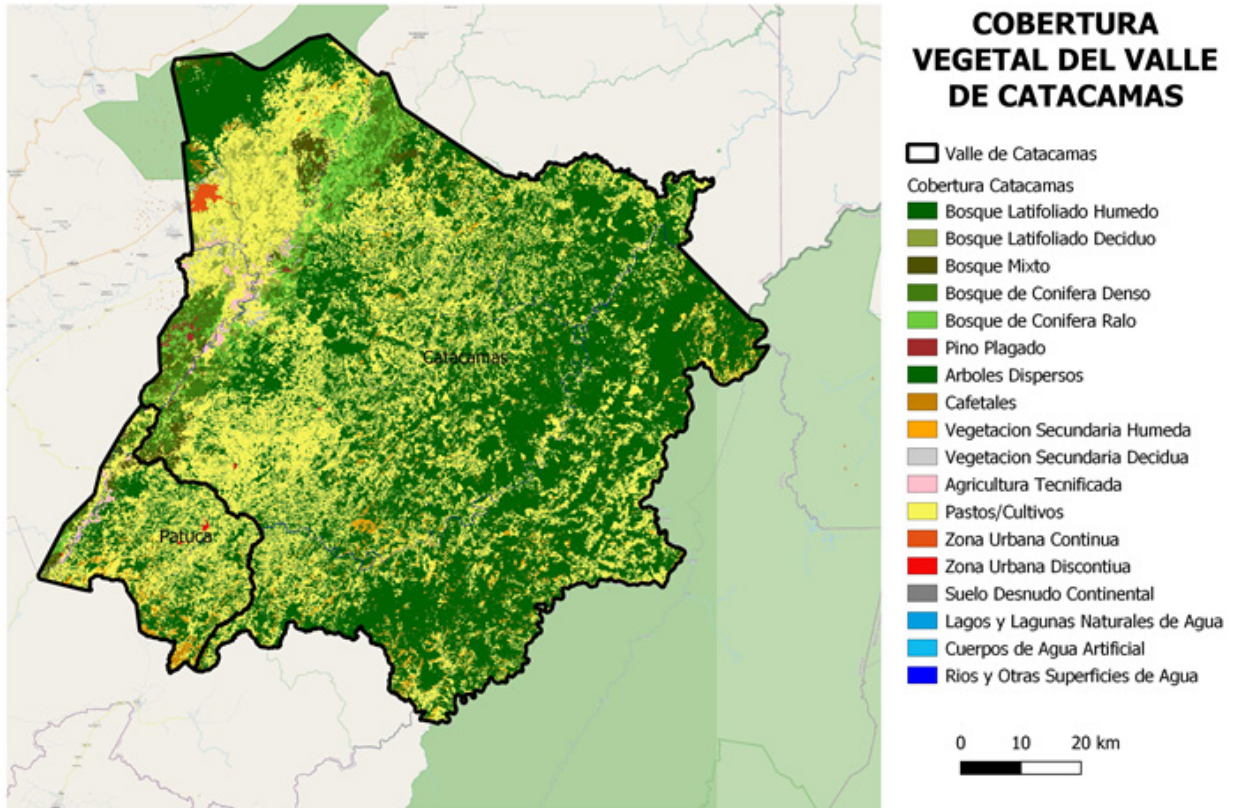 COBERTURA
VEGETAL DEL VALLE
DE CATACAMAS
Valle de Catacamas
Cobertura Catacamas
Bosque Latifoliado Humedo
Bosque Latifoliado Deciduo
Bosque Mixto
Bosque de Conifera Denso
Bosque de Conifera Ralo
Pino Plagado
Arboles Dispersos
Cafetales
Vegetacion Secundaria Humeda
Vegetacion Secundaria Decidua
Agricultura Tecnificada
Pastos/Cultivos
Zona Urbana Continua
Zona Urbana Discontiua
Suelo Desnudo Continental
Lagos y Lagunas Naturales de Agua
Cuerpos de Agua Artificial
Rios y Otras Superficies de Agua
0 10 20 km
Catacamas
Patuca